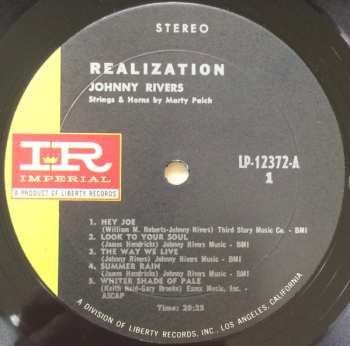 STEREO
REALIZATION
JOHNNY RIVERS
Strings & Horns by Marty Paich
IR
IMPERIAL
A PRODUCT OF LIBERTY RECORDS
LP-12372-A
1
1. HEY JOE
(William M. Roberts-Johnny Rivers) Third Story Music Co. - BMI
2. LOOK TO YOUR SOUL
(James Hendricks) Johnny Rivers Music - BMI
3. THE WAY WE LIVE
(Johnny Rivers) Johnny Rivers Music - BMI
4. SUMMER RAIN
(James Hendricks) Johnny Rivers Music - BMI
5. WHITER SHADE OF PALE
(Keith Reid-Gary Brooks) Essex Music, Inc. -
ASCAP
Time: 20:25
A DIVISION OF LIBERTY RECORDS, INC., LOS ANGELES, CALIFORNIA